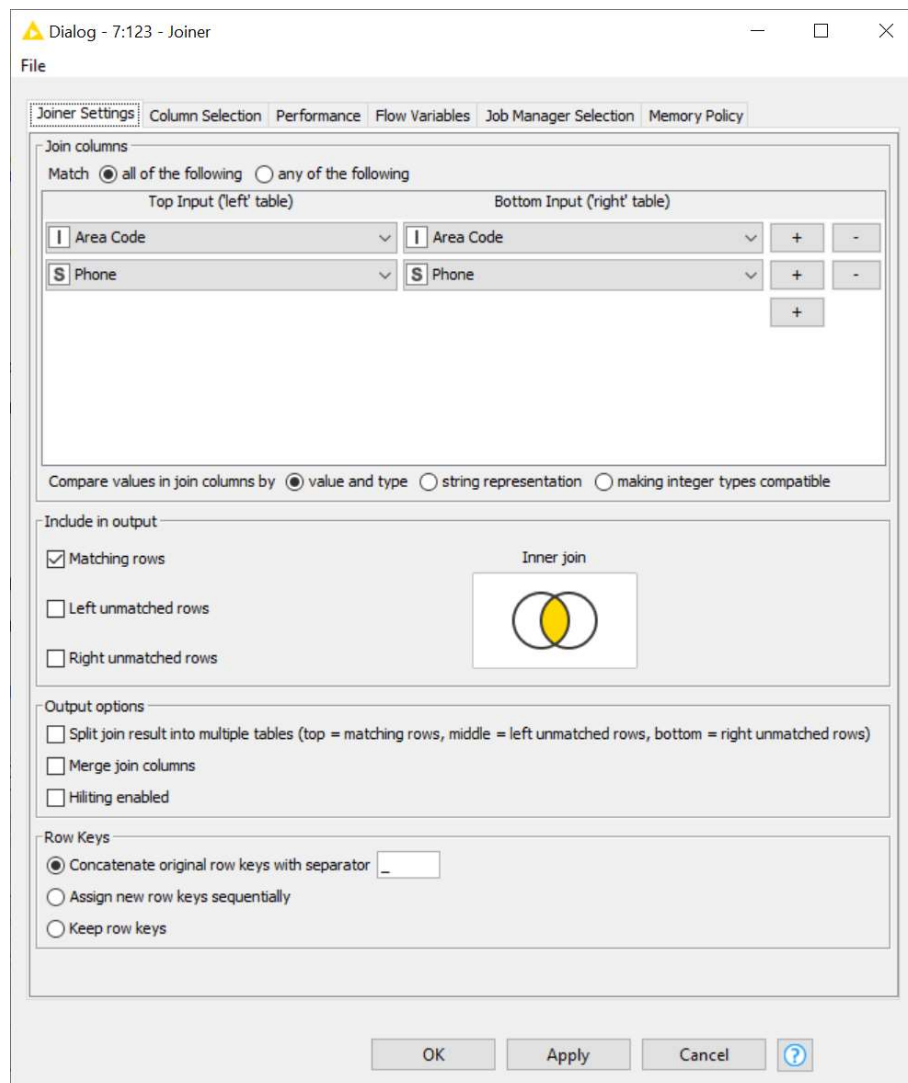 Dialog - 7:123 - Joiner
File
Joiner Settings Column Selection Performance Flow Variables Job Manager Selection Memory Policy
Join columns
Match all of the following any of the following
Top Input ('left' table) Bottom Input ('right' table)
I Area Code I Area Code + -
S Phone S Phone + -
+
Compare values in join columns by value and type string representation making integer types compatible
Include in output
Matching rows Inner join
Left unmatched rows
Right unmatched rows
Output options
Split join result into multiple tables (top = matching rows, middle = left unmatched rows, bottom = right unmatched rows)
Merge join columns
Hiliting enabled
Row Keys
Concatenate original row keys with separator _
Assign new row keys sequentially
Keep row keys
OK Apply Cancel ?